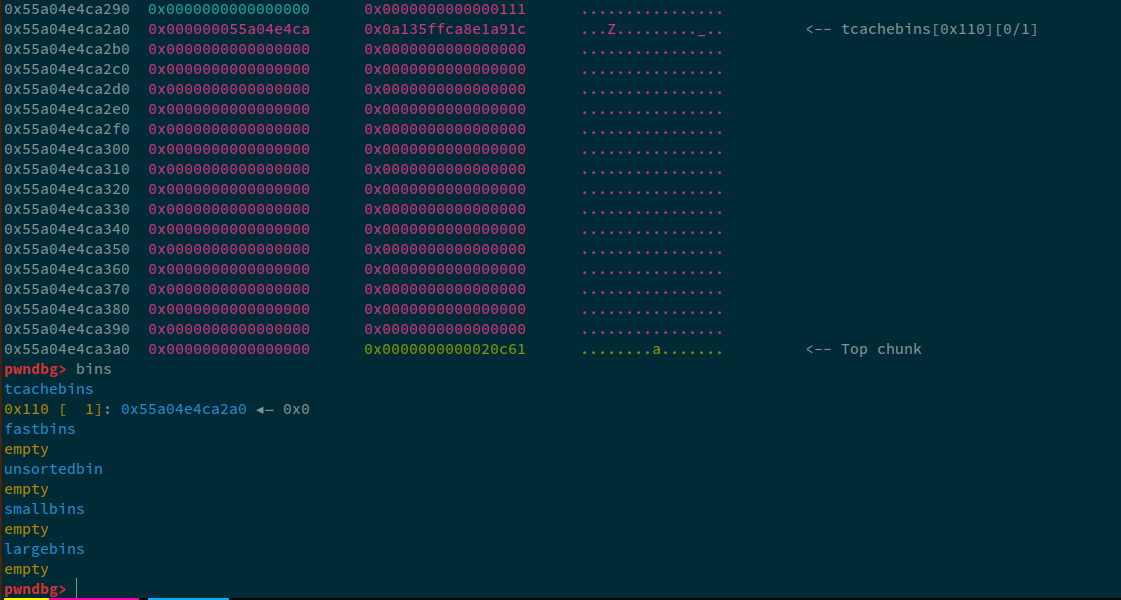 0x55a04e4ca290 0x0000000000000000 0x0000000000000111 ................
0x55a04e4ca2a0 0x000000055a04e4ca 0x0a135ffca8e1a91c ...Z........._.. <-- tcachebins[0x110][0/1]
0x55a04e4ca2b0 0x0000000000000000 0x0000000000000000 ................
0x55a04e4ca2c0 0x0000000000000000 0x0000000000000000 ................
0x55a04e4ca2d0 0x0000000000000000 0x0000000000000000 ................
0x55a04e4ca2e0 0x0000000000000000 0x0000000000000000 ................
0x55a04e4ca2f0 0x0000000000000000 0x0000000000000000 ................
0x55a04e4ca300 0x0000000000000000 0x0000000000000000 ................
0x55a04e4ca310 0x0000000000000000 0x0000000000000000 ................
0x55a04e4ca320 0x0000000000000000 0x0000000000000000 ................
0x55a04e4ca330 0x0000000000000000 0x0000000000000000 ................
0x55a04e4ca340 0x0000000000000000 0x0000000000000000 ................
0x55a04e4ca350 0x0000000000000000 0x0000000000000000 ................
0x55a04e4ca360 0x0000000000000000 0x0000000000000000 ................
0x55a04e4ca370 0x0000000000000000 0x0000000000000000 ................
0x55a04e4ca380 0x0000000000000000 0x0000000000000000 ................
0x55a04e4ca390 0x0000000000000000 0x0000000000000000 ................
0x55a04e4ca3a0 0x0000000000000000 0x0000000000020c61 ........a....... <-- Top chunk
pwndbg> bins
tcachebins
0x110 [  1]: 0x55a04e4ca2a0 ◂— 0x0
fastbins
empty
unsortedbin
empty
smallbins
empty
largebins
empty
pwndbg>